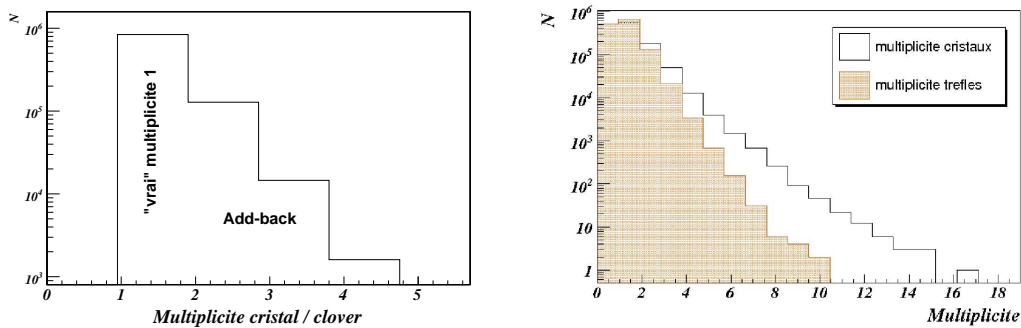 N
10^6
10^5
10^4
10^3
"vrai" multiplicite 1
Add-back
0 1 2 3 4 5
Multiplicite cristal / clover
N
10^6
10^5
10^4
10^3
10^2
10
1
multiplicite cristaux
multiplicite trefles
0 2 4 6 8 10 12 14 16 18
Multiplicite